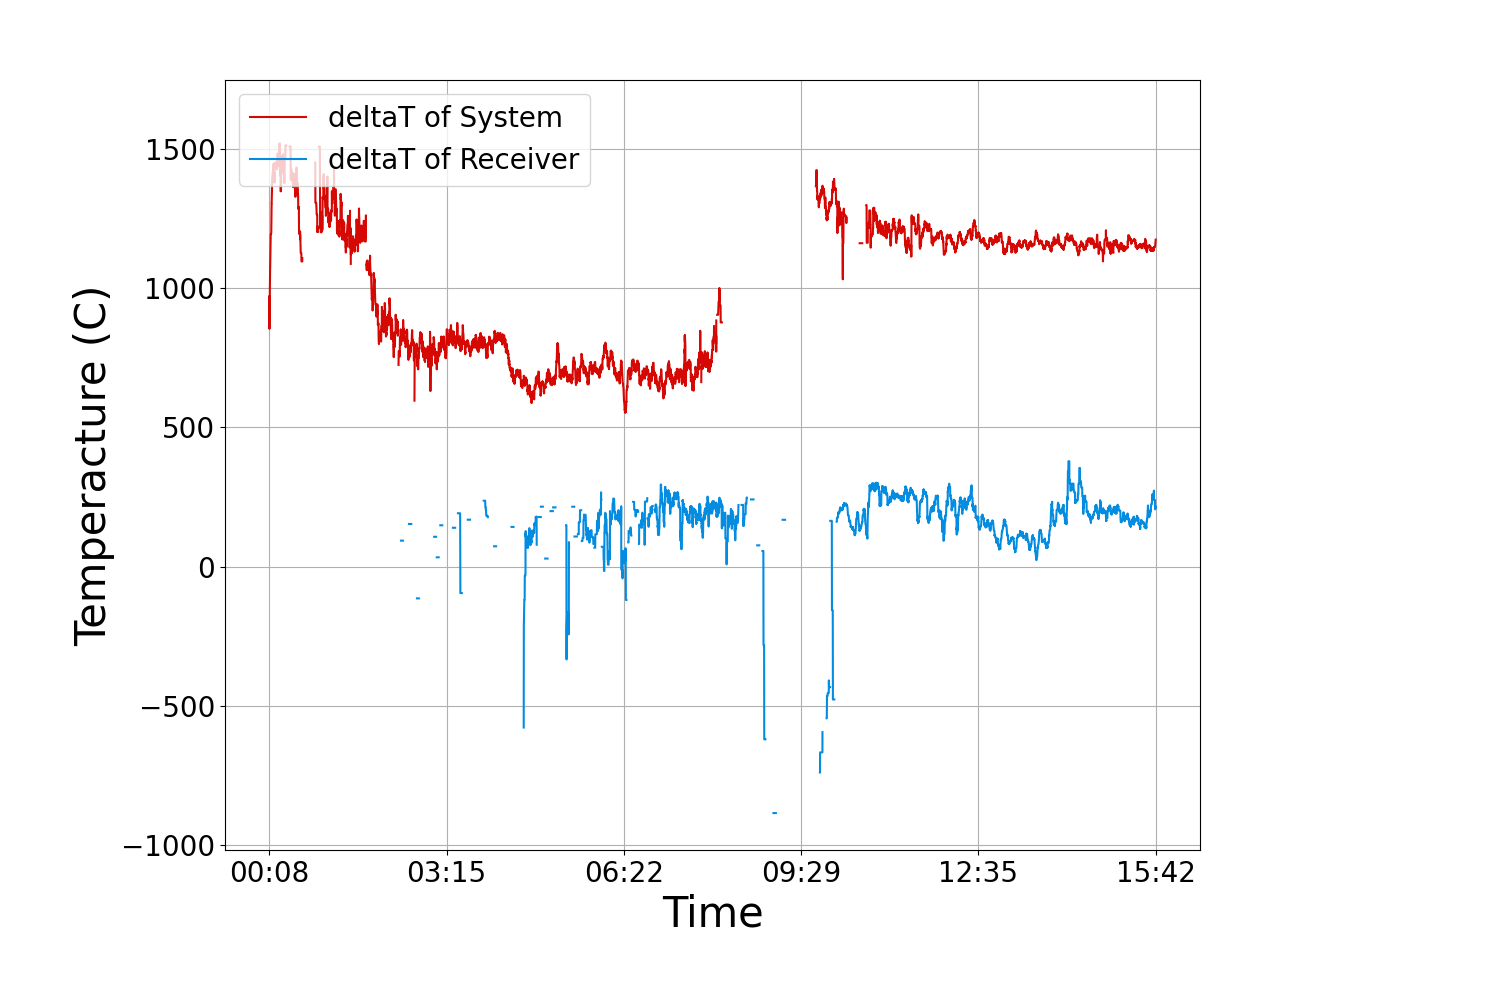 deltaT of System
deltaT of Receiver
1500
1000
500
0
−500
−1000
Temperacture (C)
00:08 03:15 06:22 09:29 12:35 15:42
Time